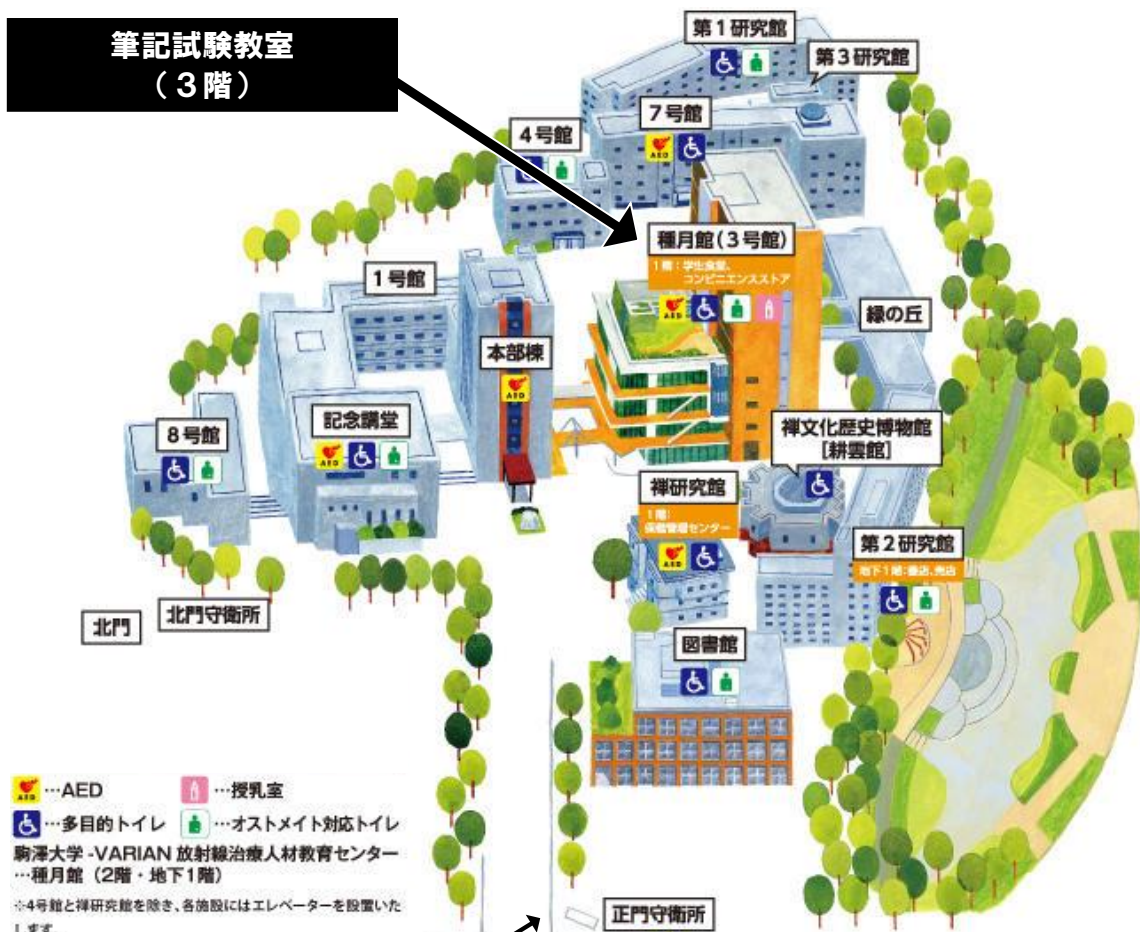 筆記試験教室
（３階）
第１研究館
第３研究館
７号館
AED
４号館
種月館(３号館)
1階：学生食堂、
コンビニエンスストア
AED
１号館
緑の丘
本部棟
AED
禅文化歴史博物館
[耕雲館]
記念講堂
AED
８号館
禅研究館
1階：
保健管理センター
AED
第２研究館
地下1階：書店、売店
北門
北門守衛所
図書館
AED …AED
…授乳室
…多目的トイレ
…オストメイト対応トイレ
駒澤大学 -VARIAN 放射線治療人材教育センター
…種月館（2階・地下1階）
※4号館と禅研究館を除き、各施設にはエレベーターを設置いた
します。
正門守衛所